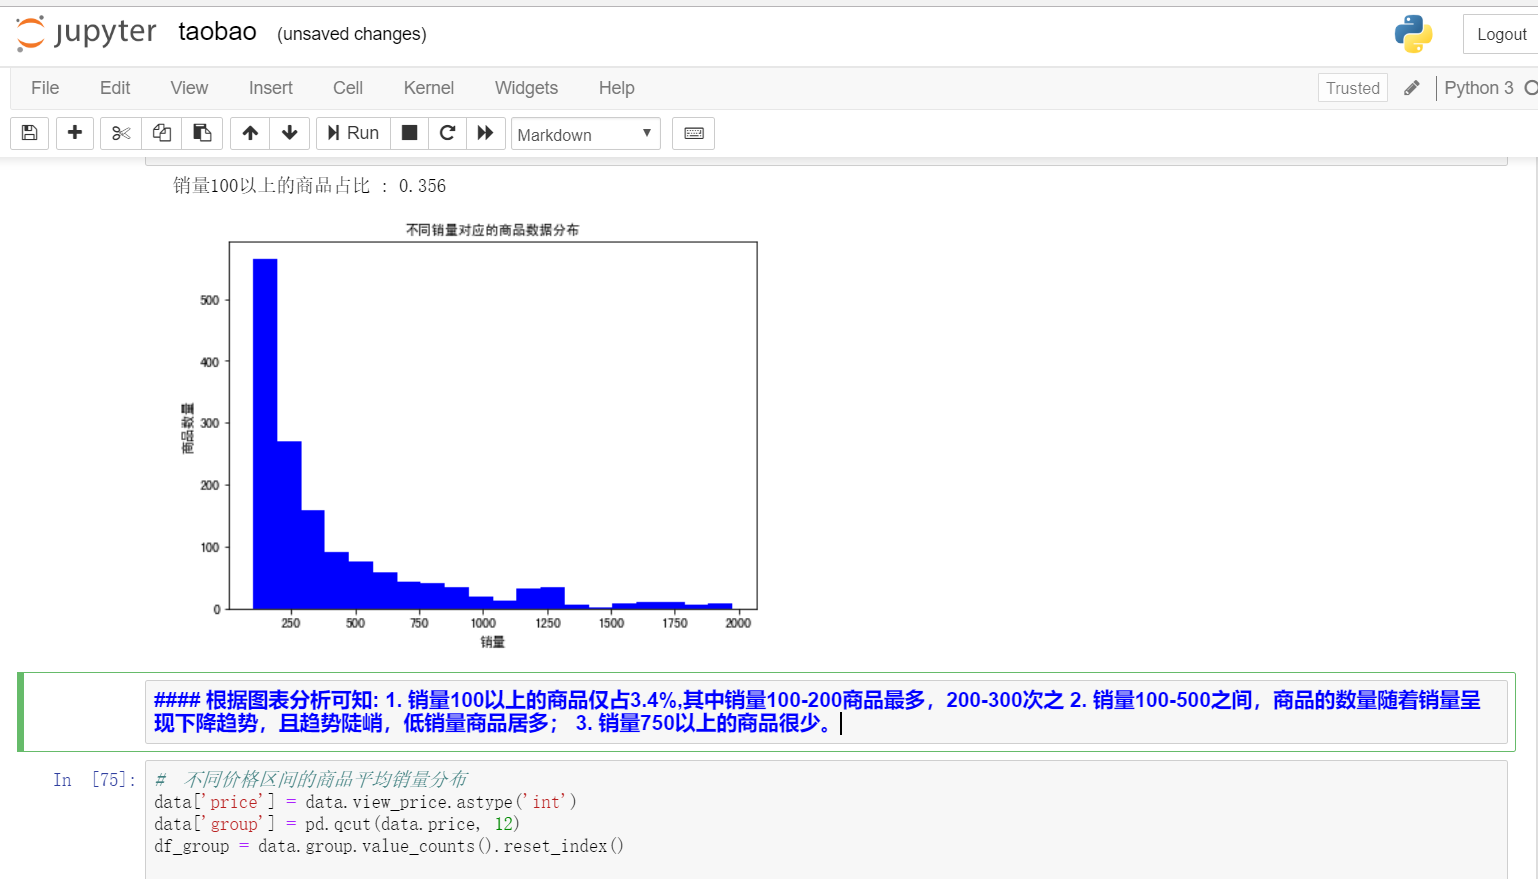 jupyter taobao (unsaved changes) Logout
File Edit View Insert Cell Kernel Widgets Help Trusted Python 3
Run Markdown
销量100以上的商品占比 : 0.356
不同销量对应的商品数据分布
500
400
300
200
100
0
商品数量
250 500 750 1000 1250 1500 1750 2000
销量
#### 根据图表分析可知: 1. 销量100以上的商品仅占3.4%,其中销量100-200商品最多，200-300次之 2. 销量100-500之间，商品的数量随着销量呈
现下降趋势，且趋势陡峭，低销量商品居多； 3. 销量750以上的商品很少。
In [75]: # 不同价格区间的商品平均销量分布
data['price'] = data.view_price.astype('int')
data['group'] = pd.qcut(data.price, 12)
df_group = data.group.value_counts().reset_index()